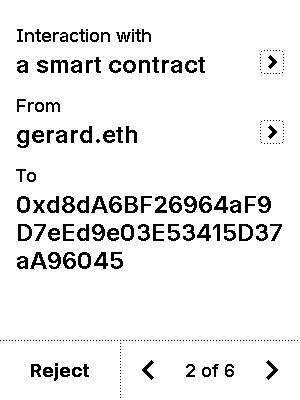 Interaction with
a smart contract
From
gerard.eth
To
0xd8dA6BF26964aF9
D7eEd9e03E53415D37
aA96045
Reject
2 of 6